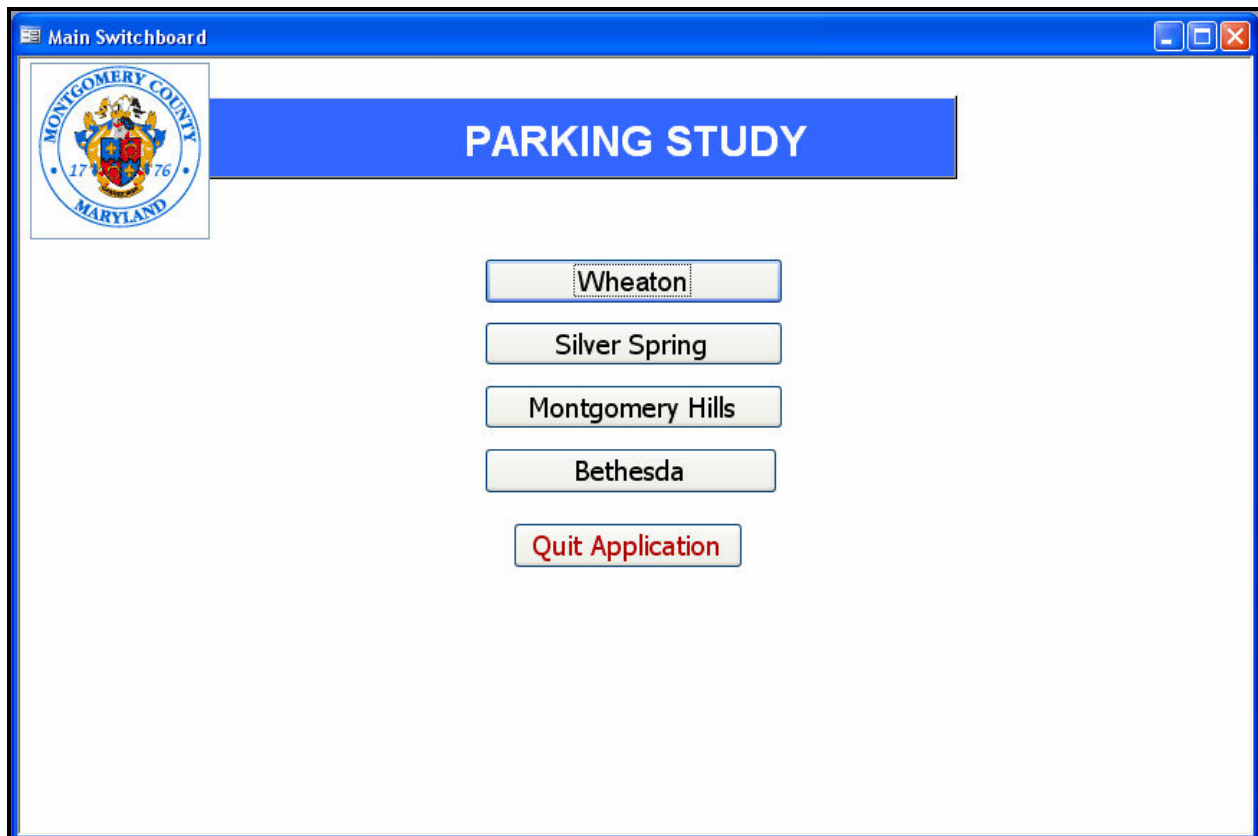 Main Switchboard
MONTGOMERY COUNTY
17 76
MARYLAND
PARKING STUDY
Wheaton
Silver Spring
Montgomery Hills
Bethesda
Quit Application